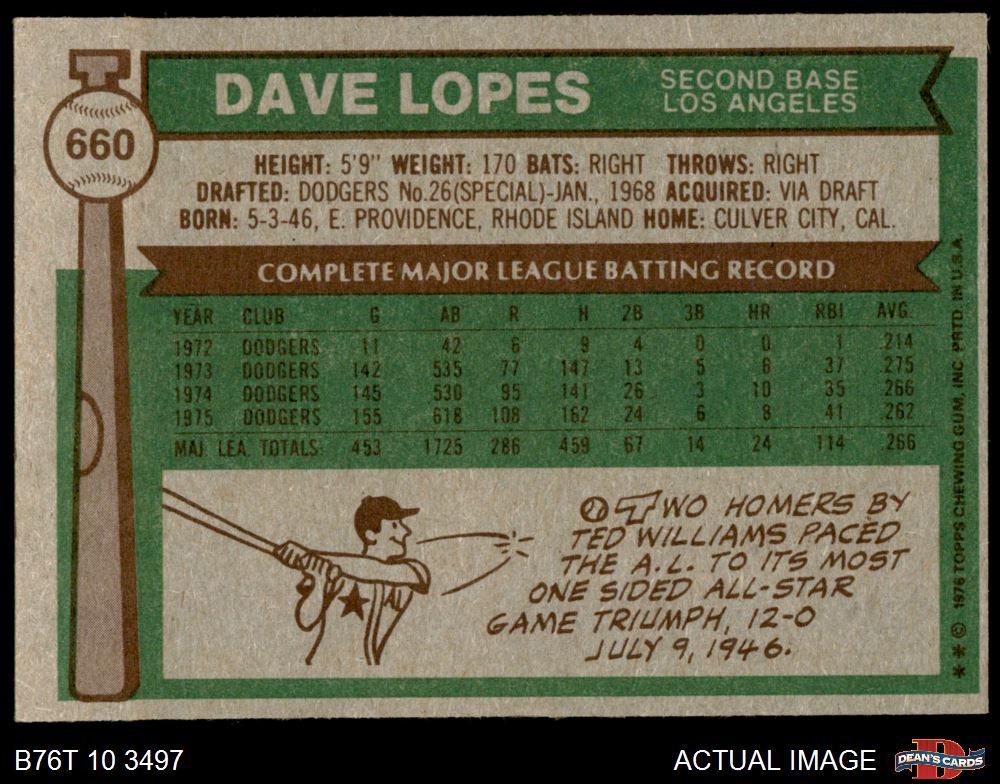 660
DAVE LOPES
SECOND BASE
LOS ANGELES
HEIGHT: 5'9" WEIGHT: 170 BATS: RIGHT THROWS: RIGHT
DRAFTED: DODGERS No.26(SPECIAL)-JAN., 1968 ACQUIRED: VIA DRAFT
BORN: 5-3-46, E. PROVIDENCE, RHODE ISLAND HOME: CULVER CITY, CAL.
COMPLETE MAJOR LEAGUE BATTING RECORD
YEAR CLUB G AB R H 2B 3B HR RBI AVG.
1972 DODGERS 11 42 6 9 4 0 0 1 .214
1973 DODGERS 142 535 77 147 13 5 6 37 .275
1974 DODGERS 145 530 95 141 26 3 10 35 .266
1975 DODGERS 155 618 108 162 24 6 8 41 .262
MAJ. LEA. TOTALS 453 1725 286 459 67 14 24 114 .266
TWO HOMERS BY
TED WILLIAMS PACED
THE A.L. TO ITS MOST
ONE SIDED ALL-STAR
GAME TRIUMPH, 12-0
JULY 9, 1946.
AL
* * © 1976 TOPPS CHEWING GUM, INC. PRTD. IN U.S.A.
B76T 10 3497
ACTUAL IMAGE
DEAN'S CARDS